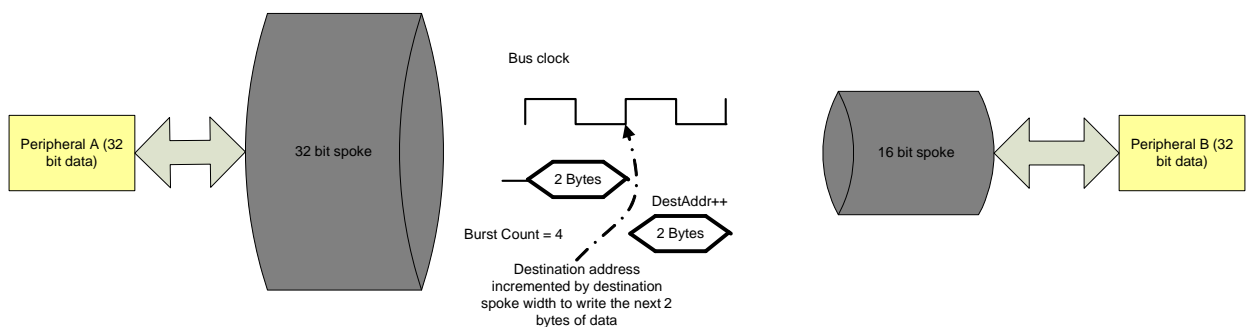 Bus clock
Peripheral A (32
bit data)
32 bit spoke
2 Bytes
DestAddr++
2 Bytes
Burst Count = 4
Destination address
incremented by destination
spoke width to write the next 2
bytes of data
16 bit spoke
Peripheral B (32
bit data)